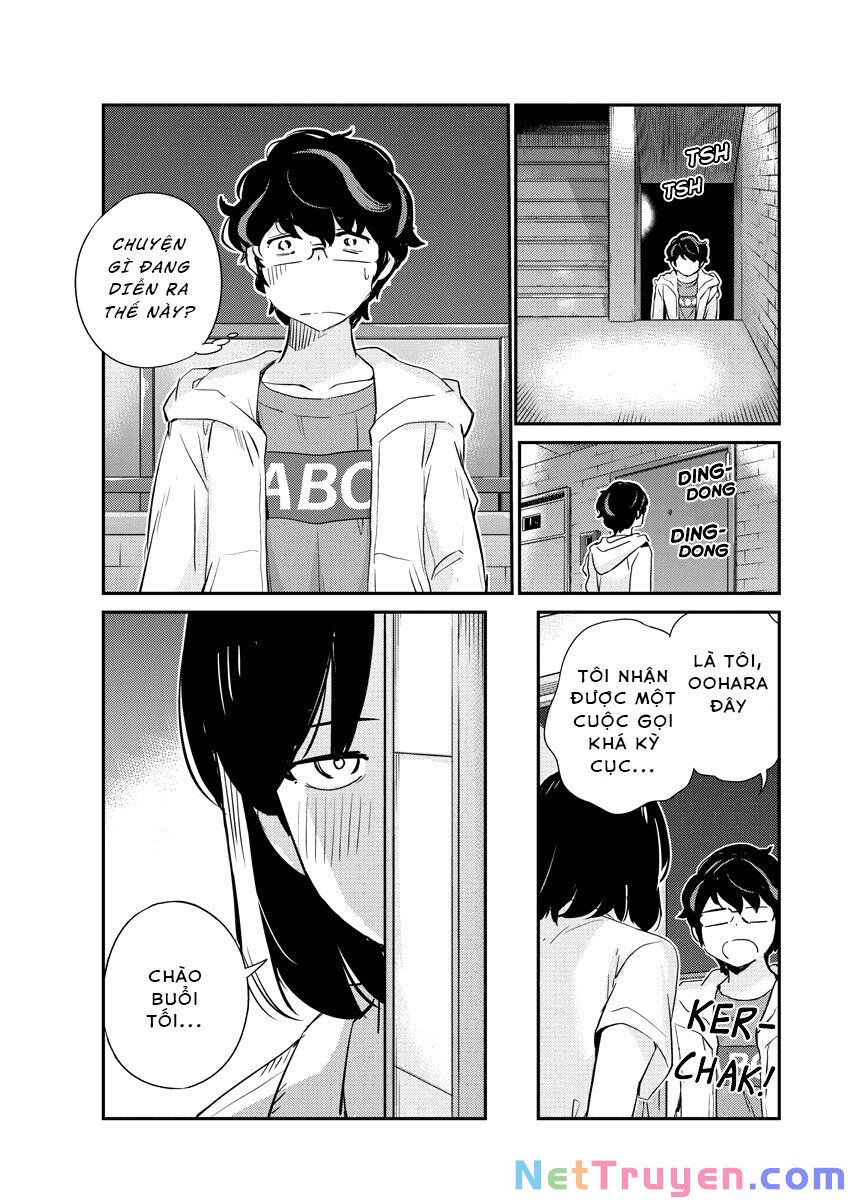 TSH
TSH
CHUYỆN
GÌ ĐANG
DIỄN RA
THẾ NÀY?
ABC
DING-
DONG
DING-
DONG
LÀ TÔI,
OOHARA
ĐÂY
TÔI NHẬN
ĐƯỢC MỘT
CUỘC GỌI
KHÁ KỲ
CỤC...
KER-
CHAK!
CHÀO
BUỔI
TỐI...
NetTruyen.com